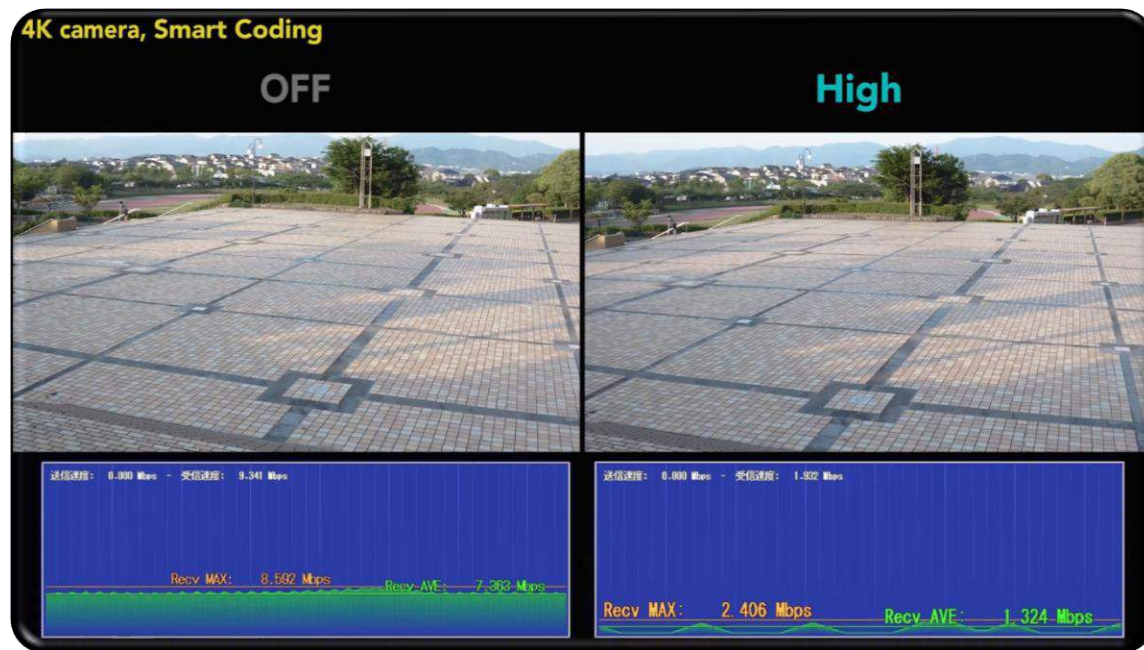 4K camera, Smart Coding
OFF
High
送信速度: 0.000 Mbps - 受信速度: 9.341 Mbps
Recv MAX: 8.592 Mbps
Recv AVE: 7.363 Mbps
送信速度: 0.000 Mbps - 受信速度: 1.932 Mbps
Recv MAX: 2.406 Mbps
Recv AVE: 1.324 Mbps